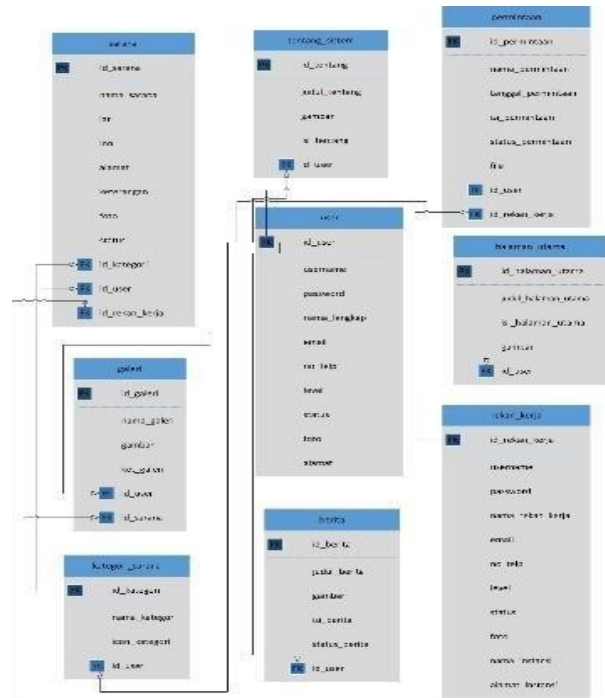 sarana
PK id_sarana
nama_sarana
lat
lon
alamat
keterangan
foto
status
FK id_kategori
FK id_user
FK id_rekan_kerja
tentang_sistem
PK id_tentang
judul_tentang
gambar
isi_tentang
FK id_user
permintaan
PK id_permintaan
nama_permintaan
tanggal_permintaan
isi_permintaan
status_permintaan
file
FK id_user
FK id_rekan_kerja
user
PK id_user
username
password
nama_lengkap
email
no_telp
level
status
foto
alamat
halaman_utama
PK id_halaman_utama
judul_halaman_utama
isi_halaman_utama
gambar
FK id_user
galeri
PK id_galeri
nama_galeri
gambar
ket_galeri
FK id_user
FK id_sarana
rekan_kerja
PK id_rekan_kerja
username
password
nama_rekan_kerja
email
no_telp
level
status
foto
nama_instansi
alamat_instansi
kategori_sarana
PK id_kategori
nama_kategori
icon_kategori
FK id_user
berita
PK id_berita
judul_berita
gambar
isi_berita
status_berita
FK id_user